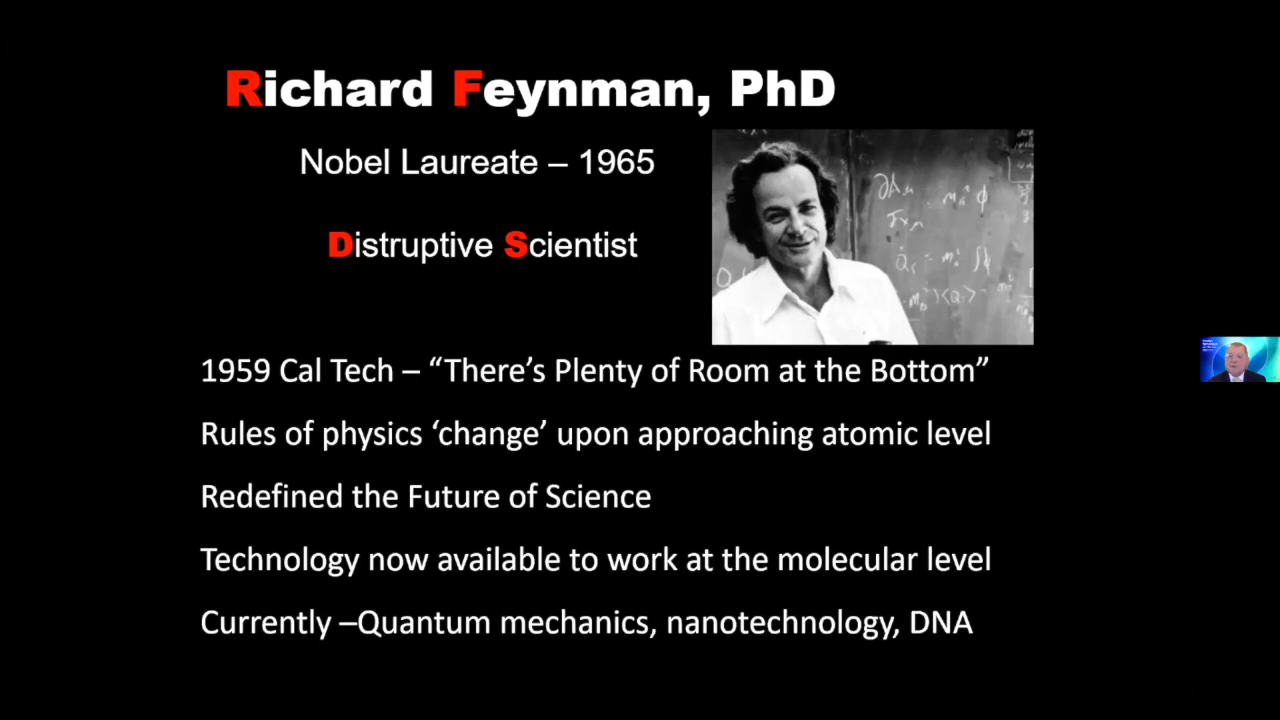 Richard Feynman, PhD
Nobel Laureate – 1965
Distruptive Scientist
1959 Cal Tech – “There’s Plenty of Room at the Bottom”
Rules of physics ‘change’ upon approaching atomic level
Redefined the Future of Science
Technology now available to work at the molecular level
Currently –Quantum mechanics, nanotechnology, DNA